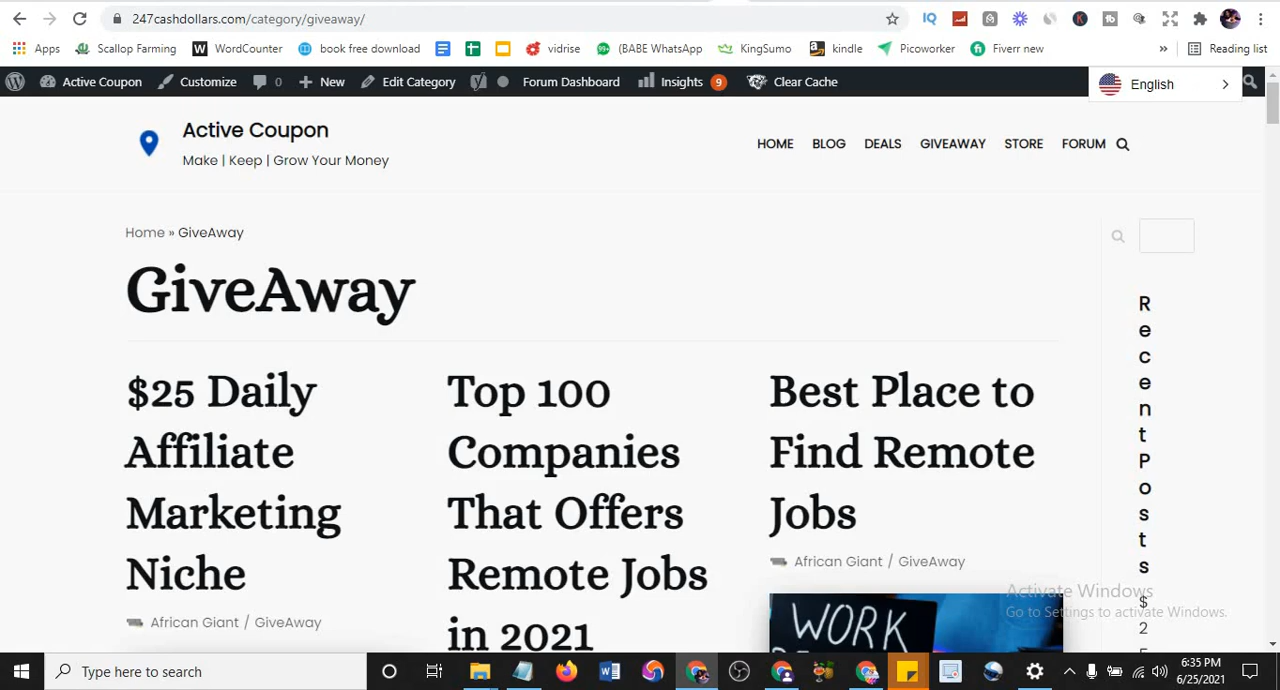 247cashdollars.com/category/giveaway/
Apps Scallop Farming WordCounter book free download vidrise (BABE WhatsApp KingSumo kindle Picoworker Fiverr new » Reading list
Active Coupon Customize 0 New Edit Category Forum Dashboard Insights 9 Clear Cache
English
Active Coupon
Make | Keep | Grow Your Money
HOME BLOG DEALS GIVEAWAY STORE FORUM
Home » GiveAway
GiveAway
$25 Daily
Affiliate
Marketing
Niche
African Giant / GiveAway
Top 100
Companies
That Offers
Remote Jobs
in 2021
Best Place to
Find Remote
Jobs
African Giant / GiveAway
WORK
R
e
c
e
n
t
P
o
s
t
s
$
2
Activate Windows
Go to Settings to activate Windows.
Type here to search
6:35 PM
6/25/2021